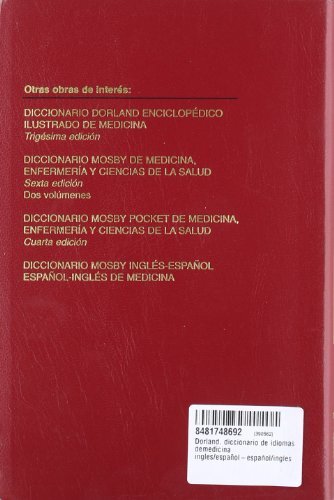 Otras obras de interés:
DICCIONARIO DORLAND ENCICLOPÉDICO
ILUSTRADO DE MEDICINA
Trigésima edición
DICCIONARIO MOSBY DE MEDICINA,
ENFERMERÍA Y CIENCIAS DE LA SALUD
Sexta edición
Dos volúmenes
DICCIONARIO MOSBY POCKET DE MEDICINA,
ENFERMERÍA Y CIENCIAS DE LA SALUD
Cuarta edición
DICCIONARIO MOSBY INGLÉS-ESPAÑOL
ESPAÑOL-INGLÉS DE MEDICINA
8481748692
Dorland, diccionario de idiomas
demedicina
ingles/español - español/ingles